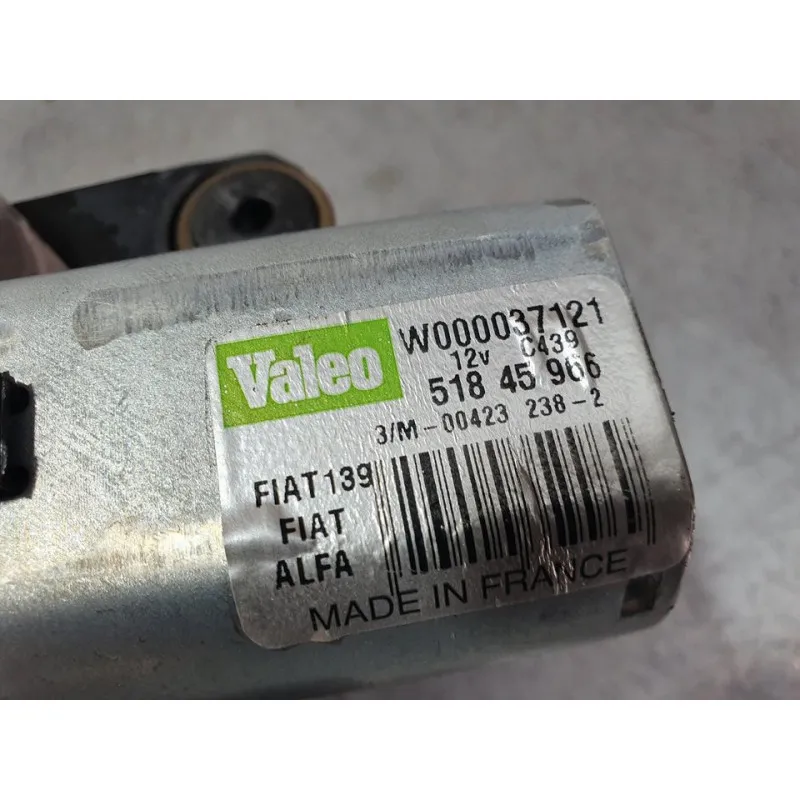 Valeo
W000037121
12v C439
518 45 966
3/M-00423 238-2
FIAT139
FIAT
ALFA
MADE IN FRANCE